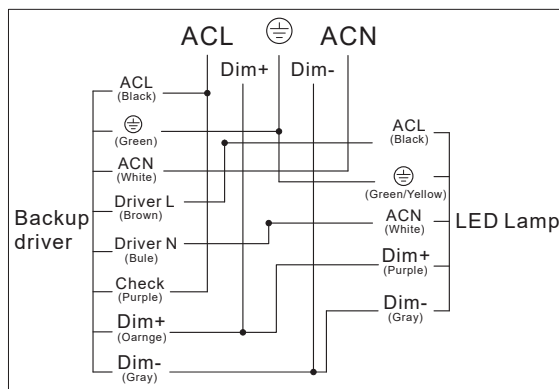 ACL ACN
Dim+ Dim-
ACL
(Black)
(Green)
ACN
(White)
Driver L
(Brown)
Driver N
(Bule)
Check
(Purple)
Dim+
(Oarnge)
Dim-
(Gray)
Backup
driver
ACL
(Black)
(Green/Yellow)
ACN
(White)
Dim+
(Purple)
Dim-
(Gray)
LED Lamp